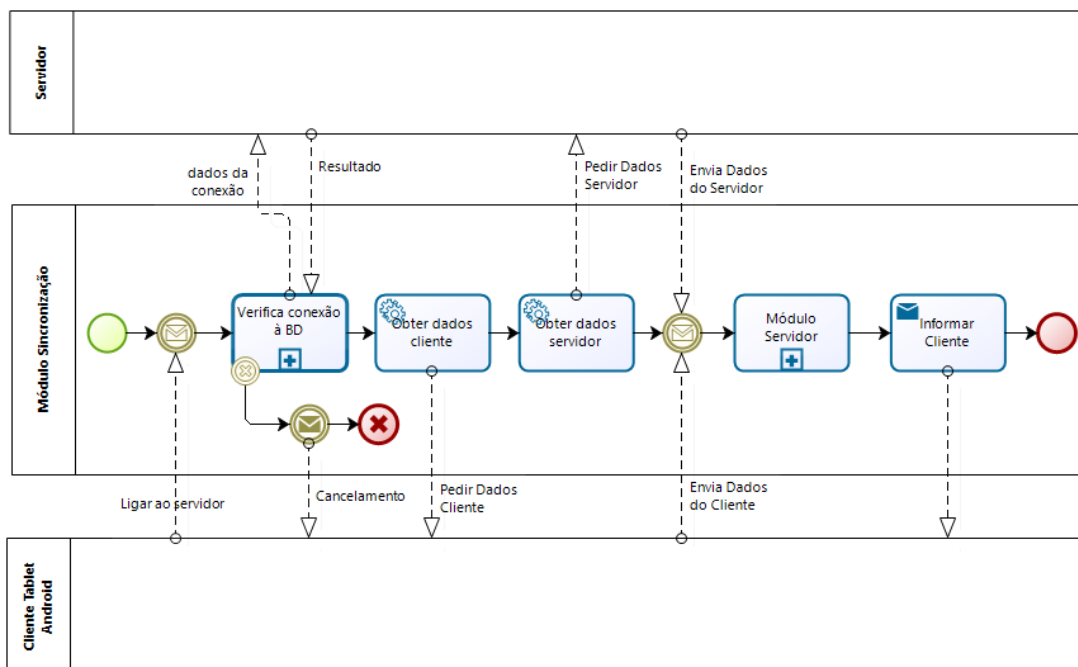 Servidor
dados da
conexão
Resultado
Pedir Dados
Servidor
Envia Dados
do Servidor
Módulo Sincronização
Verifica conexão
à BD
Obter dados
cliente
Obter dados
servidor
Módulo
Servidor
Informar
Cliente
Ligar ao servidor
Cancelamento
Pedir Dados
Cliente
Envia Dados
do Cliente
Cliente Tablet
Android